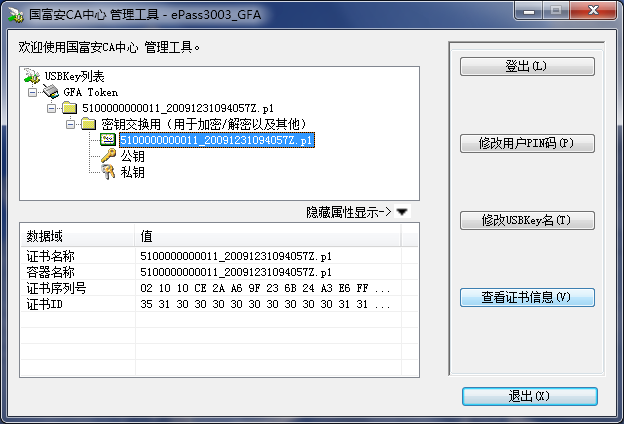 国富安CA中心 管理工具 - ePass3003_GFA
欢迎使用国富安CA中心 管理工具。
USBKey列表
GFA Token
5100000000011_20091231094057Z.p1
密钥交换用（用于加密/解密以及其他）
5100000000011_20091231094057Z.p1
公钥
私钥
隐藏属性显示->
数据域 值
证书名称 5100000000011_20091231094057Z.p1
容器名称 5100000000011_20091231094057Z.p1
证书序列号 02 10 10 CE 2A A6 9F 23 6B 24 A3 E6 FF ...
证书ID 35 31 30 30 30 30 30 30 30 30 30 31 31 ...
登出(L)
修改用户PIN码(P)
修改USBKey名(T)
查看证书信息(V)
退出(X)